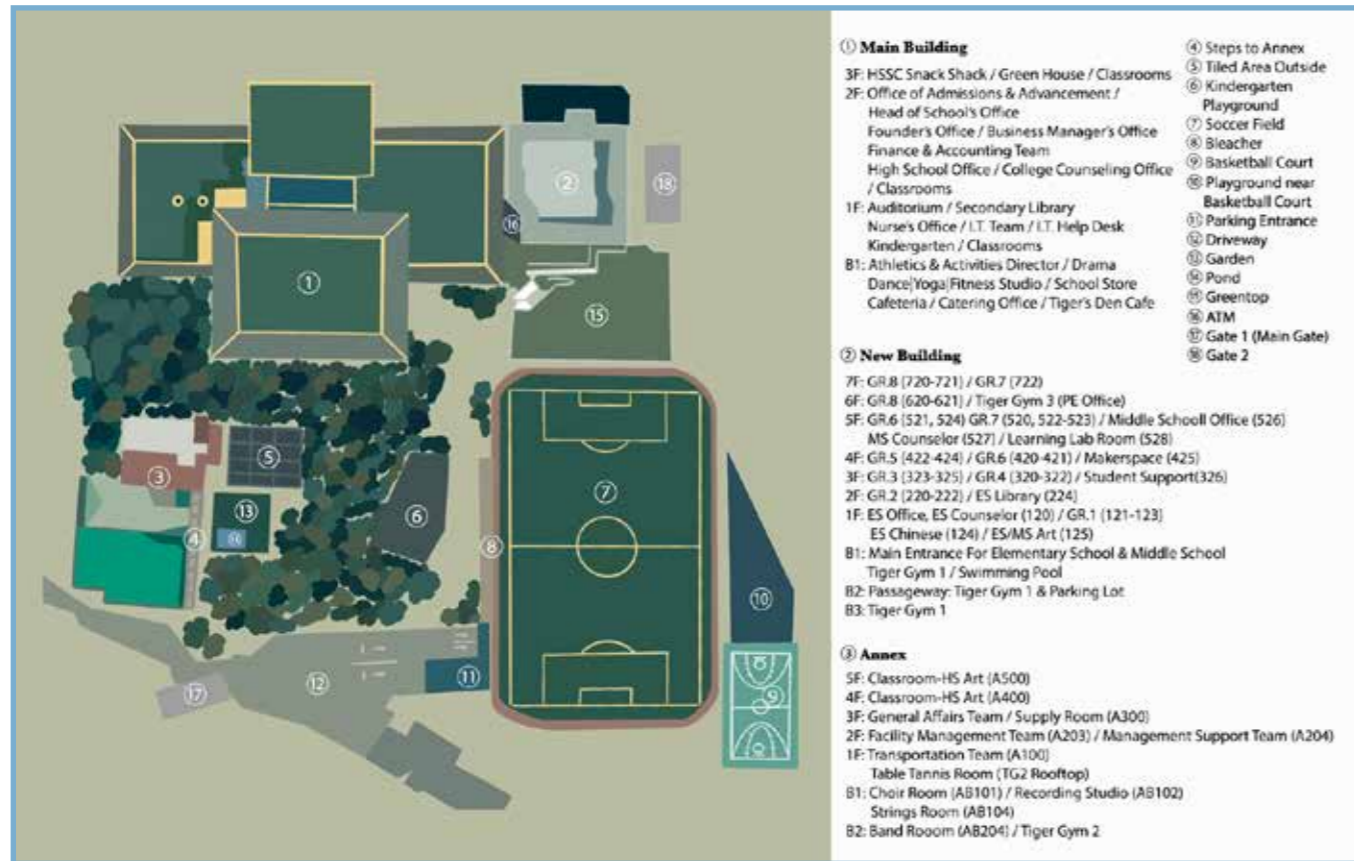 ① Main Building
3F: HSSC Snack Shack / Green House / Classrooms
2F: Office of Admissions & Advancement /
Head of School's Office
Founder's Office / Business Manager's Office
Finance & Accounting Team
High School Office / College Counseling Office
/ Classrooms
1F: Auditorium / Secondary Library
Nurse's Office / I.T. Team / I.T. Help Desk
Kindergarten / Classrooms
B1: Athletics & Activities Director / Drama
Dance|Yoga|Fitness Studio / School Store
Cafeteria / Catering Office / Tiger's Den Cafe
② New Building
7F: GR.8 (720-721) / GR.7 (722)
6F: GR.8 (620-621) / Tiger Gym 3 (PE Office)
5F: GR.6 (521, 524) GR.7 (520, 522-523) / Middle Schooll Office (526)
MS Counselor (527) / Learning Lab Room (528)
4F: GR.5 (422-424) / GR.6 (420-421) / Makerspace (425)
3F: GR.3 (323-325) / GR.4 (320-322) / Student Support(326)
2F: GR.2 (220-222) / ES Library (224)
1F: ES Office, ES Counselor (120) / GR.1 (121-123)
ES Chinese (124) / ES/MS Art (125)
B1: Main Entrance For Elementary School & Middle School
Tiger Gym 1 / Swimming Pool
B2: Passageway: Tiger Gym 1 & Parking Lot
B3: Tiger Gym 1
③ Annex
5F: Classroom-HS Art (A500)
4F: Classroom-HS Art (A400)
3F: General Affairs Team / Supply Room (A300)
2F: Facility Management Team (A203) / Management Support Team (A204)
1F: Transportation Team (A100)
Table Tannis Room (TG2 Rooftop)
B1: Choir Room (AB101) / Recording Studio (AB102)
Strings Room (AB104)
B2: Band Rooom (AB204) / Tiger Gym 2
④ Steps to Annex
⑤ Tiled Area Outside
⑥ Kindergarten
Playground
⑦ Soccer Field
⑧ Bleacher
⑨ Basketball Court
⑩ Playground near
Basketball Court
⑪ Parking Entrance
⑫ Driveway
⑬ Garden
⑭ Pond
⑮ Greentop
⑯ ATM
⑰ Gate 1 (Main Gate)
⑱ Gate 2
②
⑱
⑯
①
⑮
⑤
③
⑦
⑬
⑥
④
⑭
⑧
⑩
⑪
⑫
⑰
⑨